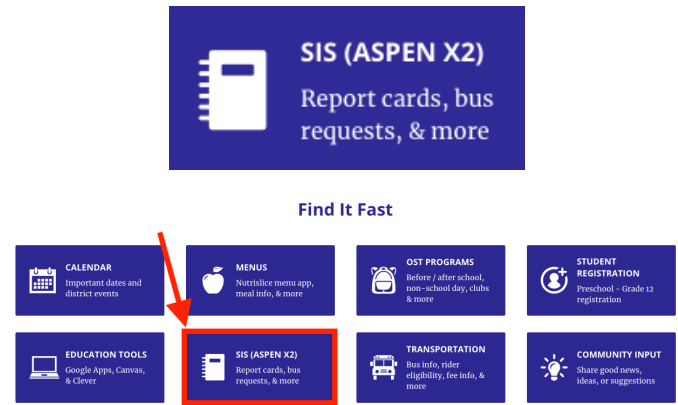 SIS (ASPEN X2)
Report cards, bus
requests, & more
Find It Fast
CALENDAR
Important dates and
district events
MENUS
Nutrislice menu app,
meal info, & more
OST PROGRAMS
Before / after school,
non-school day, clubs
& more
STUDENT
REGISTRATION
Preschool - Grade 12
registration
EDUCATION TOOLS
Google Apps, Canvas,
& Clever
SIS (ASPEN X2)
Report cards, bus
requests, & more
TRANSPORTATION
Bus info, rider
eligibility, fee info, &
more
COMMUNITY INPUT
Share good news,
ideas, or suggestions